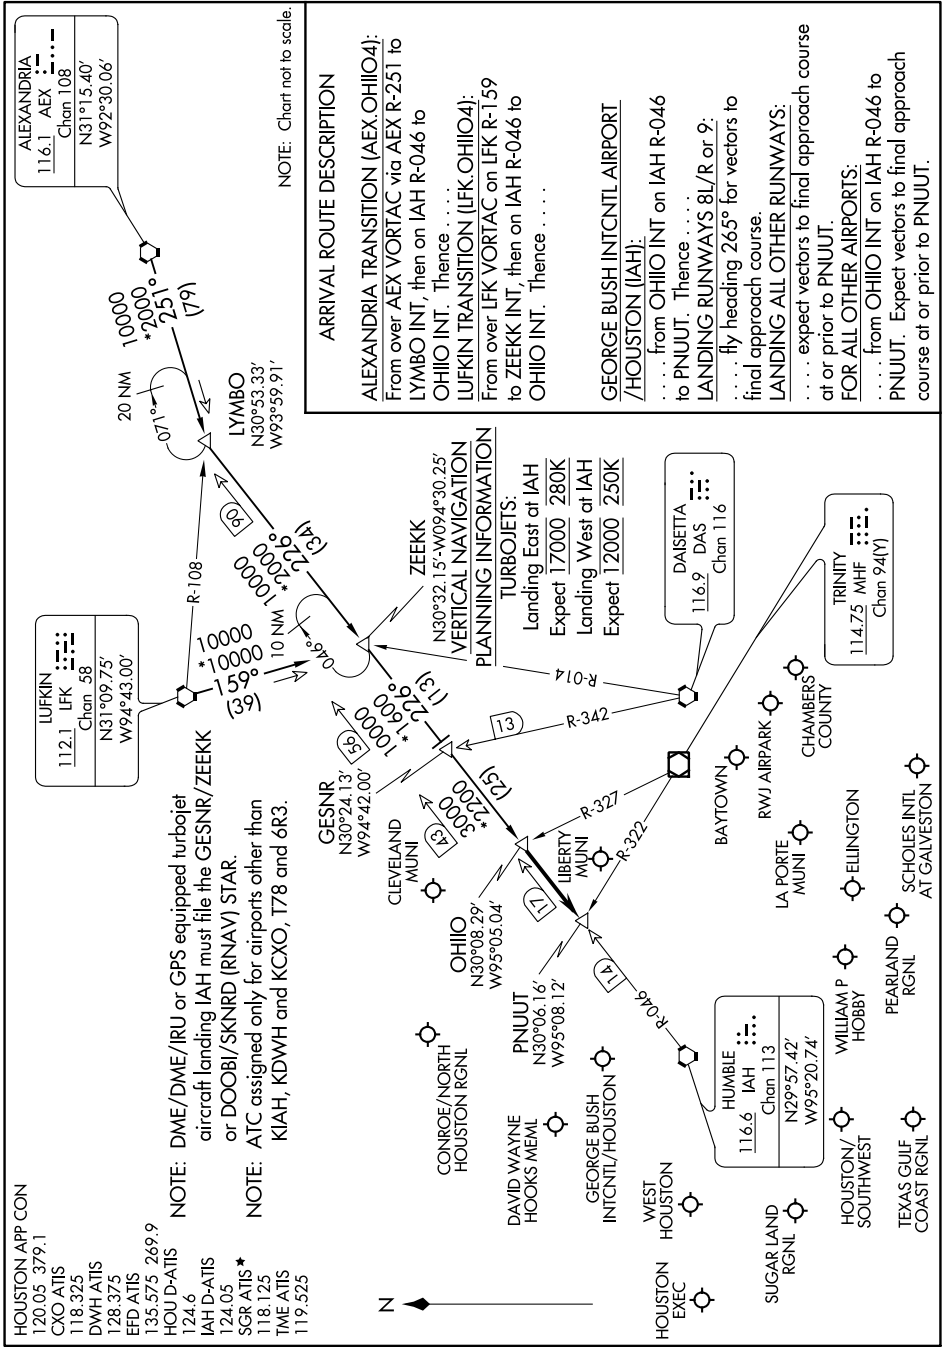 HOUSTON APP CON
120.05 379.1
CXO ATIS
118.325
DWH ATIS
128.375
EFD ATIS
135.575 269.9
HOU D-ATIS
124.6
IAH D-ATIS
124.05
SGR ATIS★
118.125
TME ATIS
119.525
NOTE: DME/DME/IRU or GPS equipped turbojet
aircraft landing IAH must file the GESNR/ZEEKK
or DOOBI/SKNRD (RNAV) STAR.
NOTE: ATC assigned only for airports other than
KIAH, KDWH and KCXO, T78 and 6R3.
LUFKIN
112.1 LFK
Chan 58
N31°09.75’
W94°43.00’
ALEXANDRIA
116.1 AEX
Chan 108
N31°15.40’
W92°30.06’
NOTE: Chart not to scale.
10000
*2000
251°
(79)
20 NM
071°
LYMBO
N30°53.33’
W93°59.91’
R-108
90
10000
*2000
226°
(34)
10000
*10000
159°
(39)
10 NM
046°
ZEEKK
N30°32.15’-W094°30.25’
VERTICAL NAVIGATION
PLANNING INFORMATION
TURBOJETS:
Landing East at IAH
Expect 17000 280K
Landing West at IAH
Expect 12000 250K
56
10000
*1600
226°
(13)
GESNR
N30°24.13’
W94°42.00’
R-014
R-342
13
DAISETTA
116.9 DAS
Chan 116
43
3000
*2200
(25)
CLEVELAND
MUNI
OHIIO
N30°08.29’
W95°05.04’
17
LIBERTY
MUNI
R-327
R-322
TRINITY
114.75 MHF
Chan 94(Y)
PNUUT
N30°06.16’
W95°08.12’
14
R-046
HUMBLE
116.6 IAH
Chan 113
N29°57.42’
W95°20.74’
CONROE/NORTH
HOUSTON RGNL
DAVID WAYNE
HOOKS MEML
GEORGE BUSH
INTCNTL/HOUSTON
WEST
HOUSTON
HOUSTON
EXEC
SUGAR LAND
RGNL
HOUSTON/
SOUTHWEST
TEXAS GULF
COAST RGNL
WILLIAM P
HOBBY
PEARLAND
RGNL
ELLINGTON
SCHOLES INTL
AT GALVESTON
LA PORTE
MUNI
BAYTOWN
RWJ AIRPARK
CHAMBERS
COUNTY
N
ARRIVAL ROUTE DESCRIPTION
ALEXANDRIA TRANSITION (AEX.OHIIO4):
From over AEX VORTAC via AEX R-251 to
LYMBO INT, then on IAH R-046 to
OHIIO INT. Thence . . . .
LUFKIN TRANSITION (LFK.OHIIO4):
From over LFK VORTAC on LFK R-159
to ZEEKK INT, then on IAH R-046 to
OHIIO INT. Thence . . . .
GEORGE BUSH INTCNTL AIRPORT
/HOUSTON (IAH):
. . . . from OHIIO INT on IAH R-046
to PNUUT. Thence . . . .
LANDING RUNWAYS 8L/R or 9:
. . . . fly heading 265° for vectors to
final approach course.
LANDING ALL OTHER RUNWAYS:
. . . . expect vectors to final approach course
at or prior to PNUUT.
FOR ALL OTHER AIRPORTS:
. . . . from OHIIO INT on IAH R-046 to
PNUUT. Expect vectors to final approach
course at or prior to PNUUT.